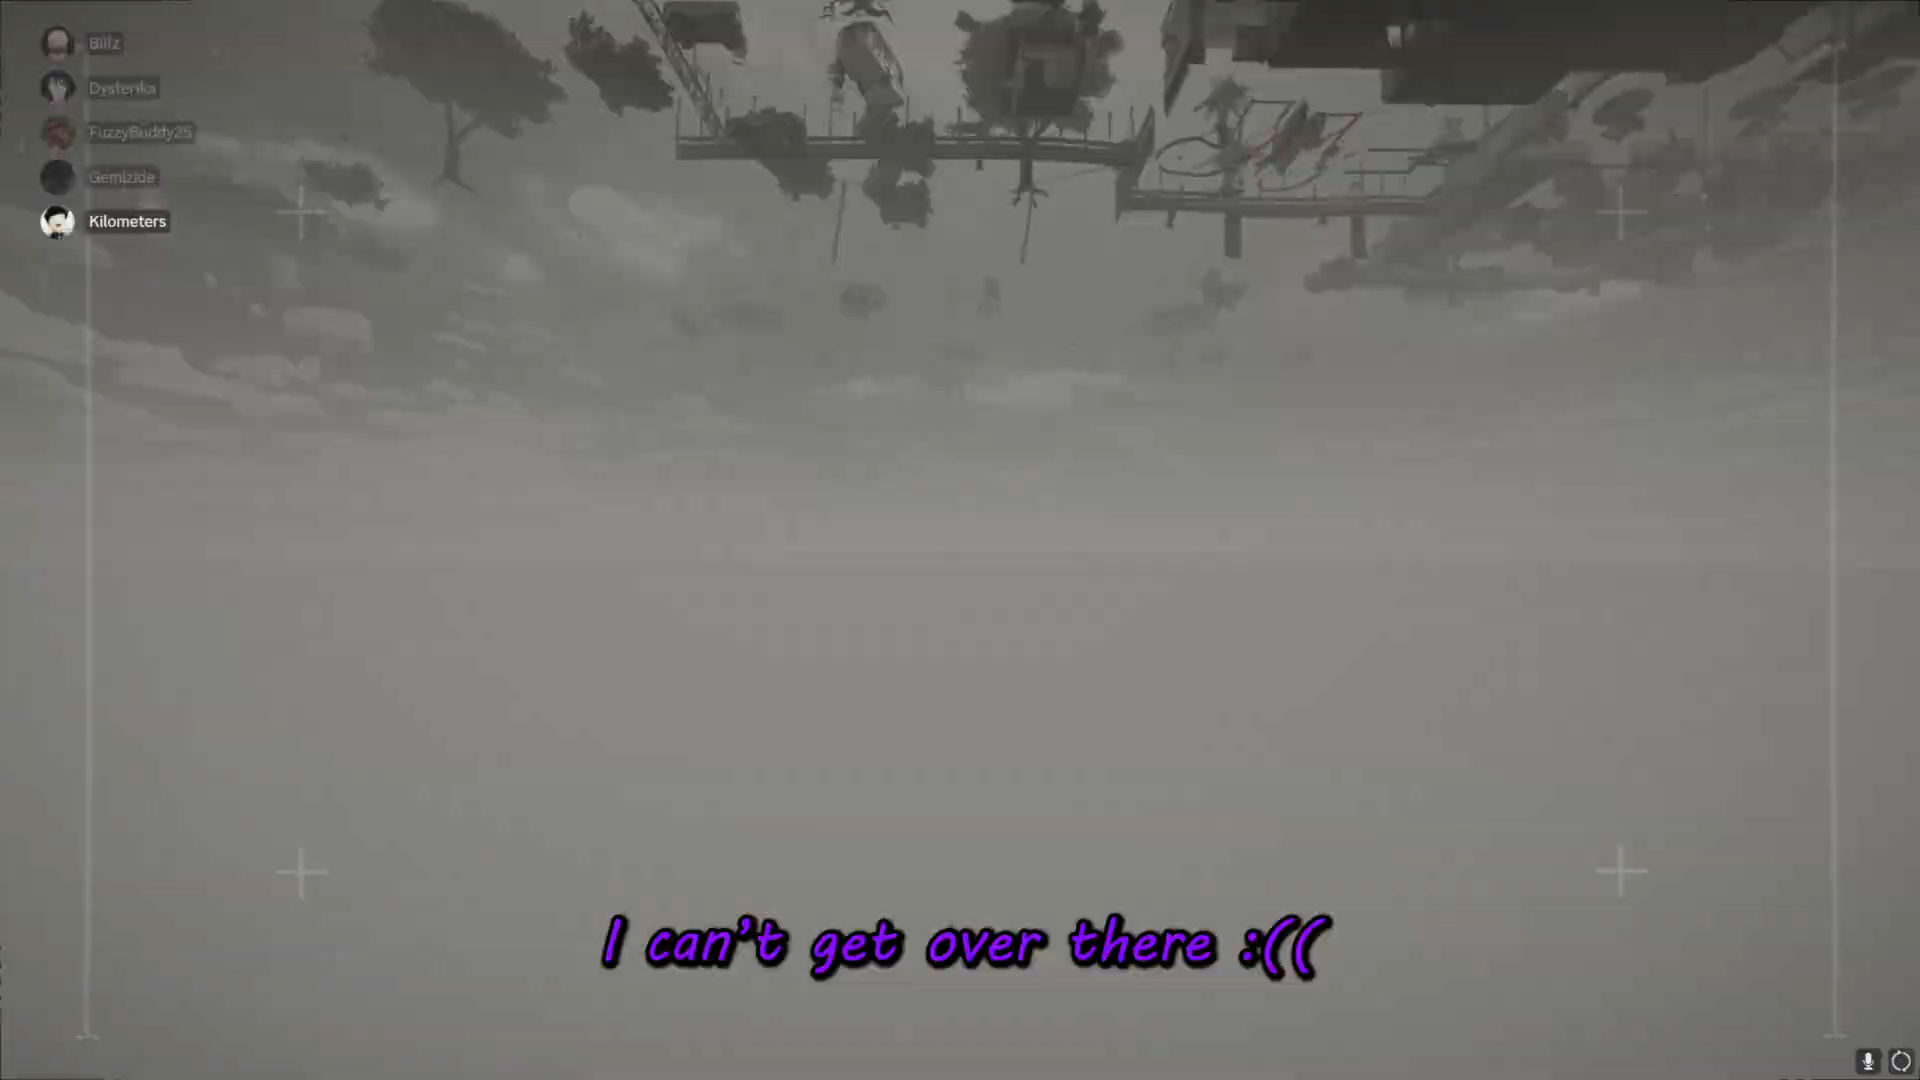 Billz
Dysterika
FuzzyBuddy25
Gemizide
Kilometers
I can't get over there :((